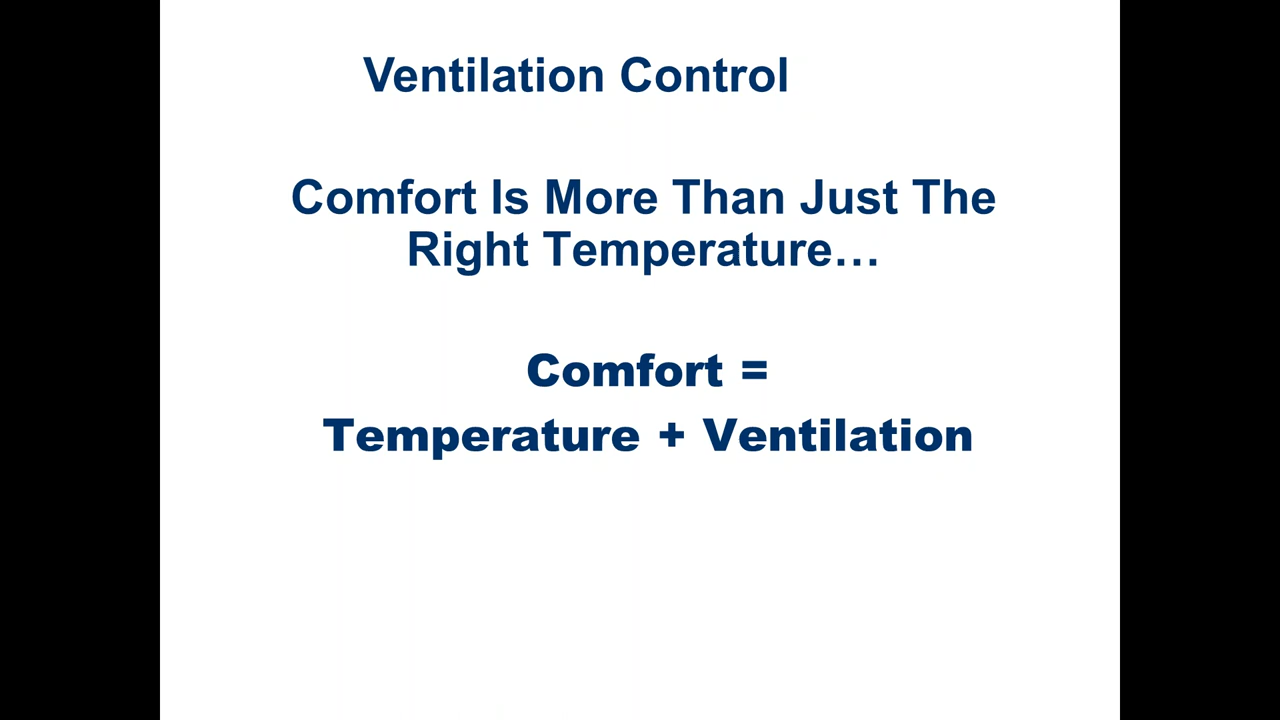 Ventilation Control
Comfort Is More Than Just The
Right Temperature…
Comfort =
Temperature + Ventilation